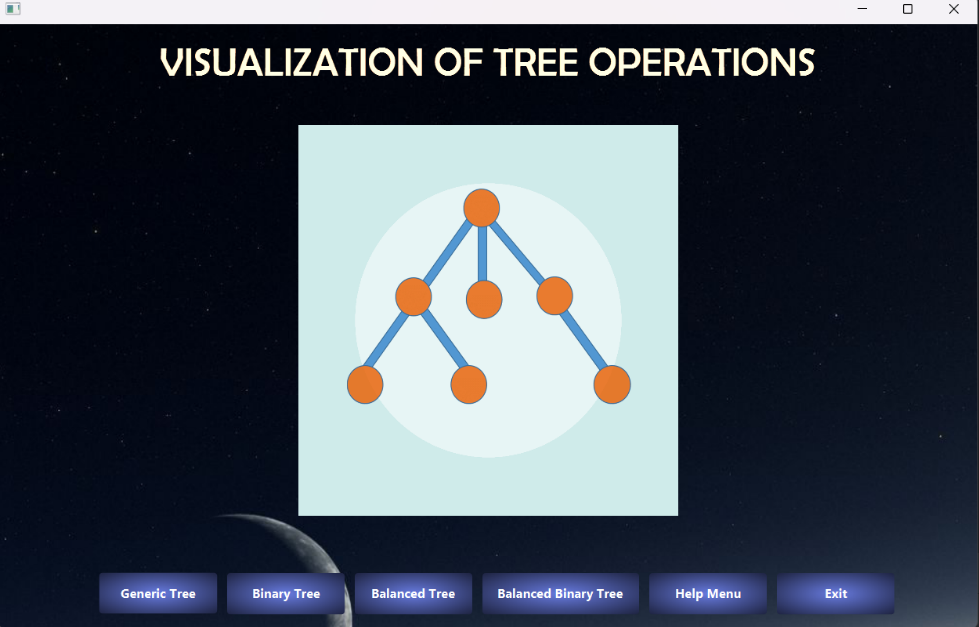 VISUALIZATION OF TREE OPERATIONS
Generic Tree
Binary Tree
Balanced Tree
Balanced Binary Tree
Help Menu
Exit